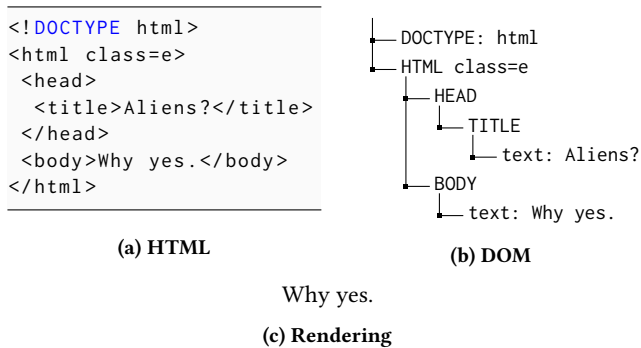 <!DOCTYPE html>
<html class=e>
<head>
<title>Aliens?</title>
</head>
<body>Why yes.</body>
</html>
(a) HTML
DOCTYPE: html
HTML class=e
HEAD
TITLE
text: Aliens?
BODY
text: Why yes.
(b) DOM
Why yes.
(c) Rendering